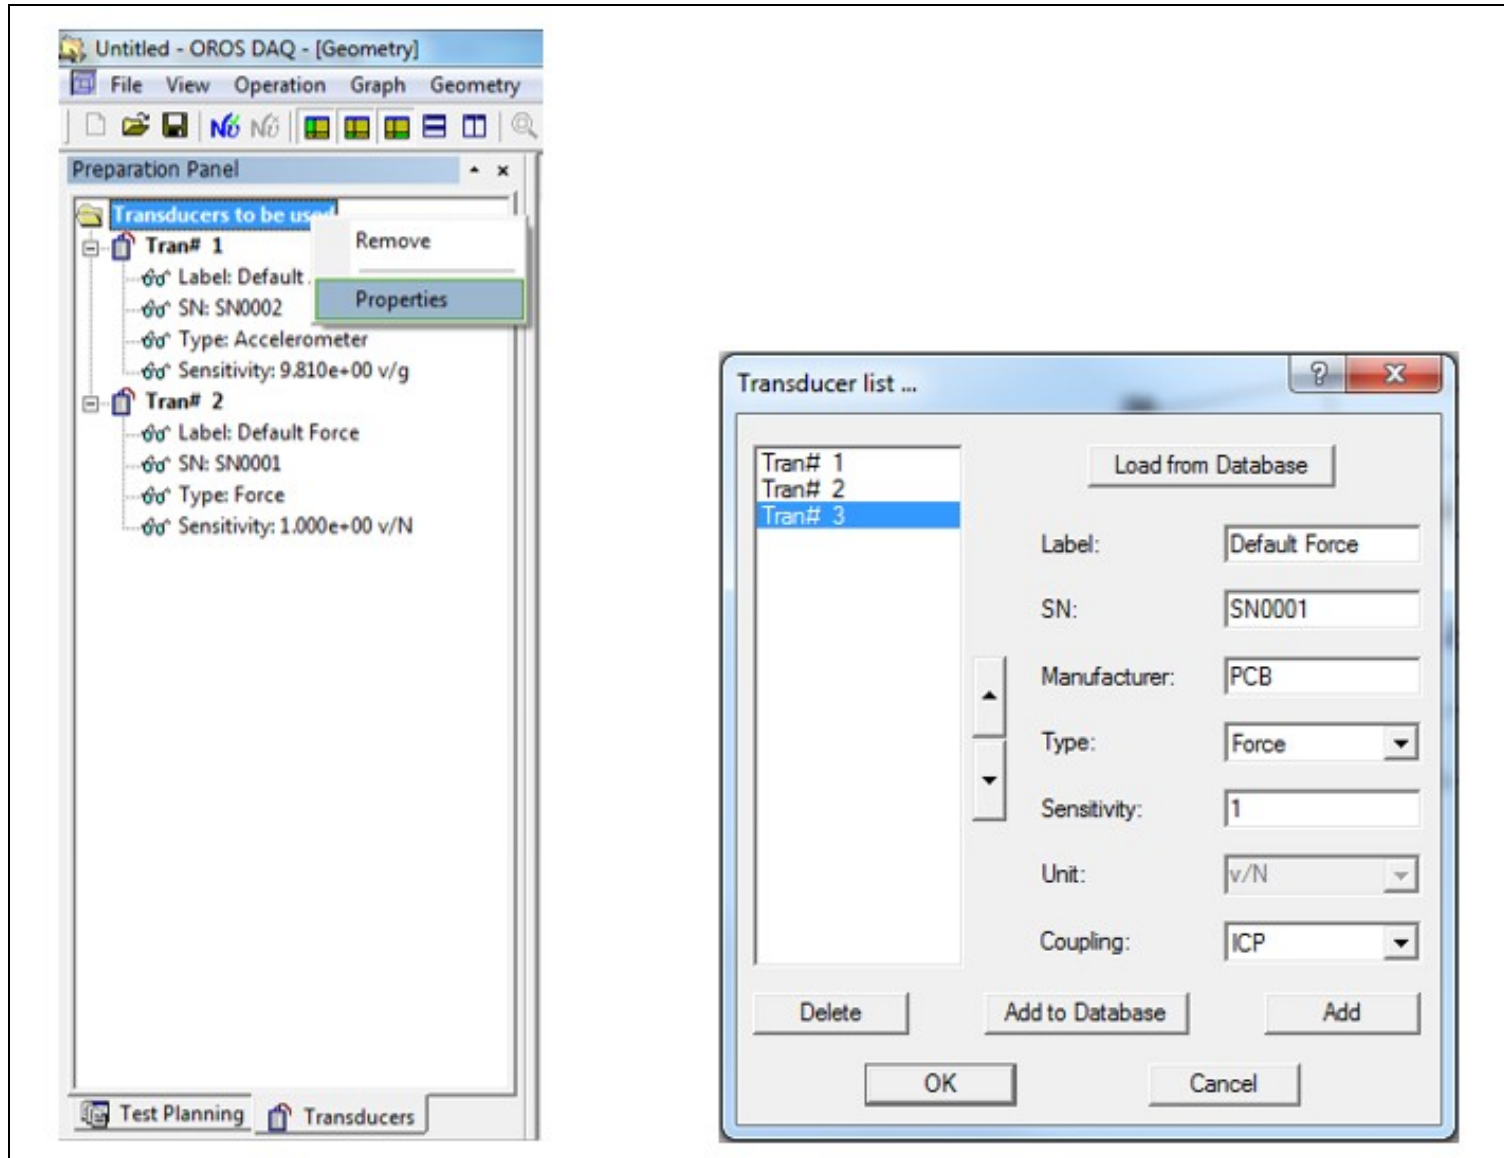 Untitled - OROS DAQ - [Geometry]
File View Operation Graph Geometry
Preparation Panel
Transducers to be used
Remove
Properties
Tran# 1
Label: Default
SN: SN0002
Type: Accelerometer
Sensitivity: 9.810e+00 v/g
Tran# 2
Label: Default Force
SN: SN0001
Type: Force
Sensitivity: 1.000e+00 v/N
Test Planning Transducers
Transducer list ...
Tran# 1
Tran# 2
Tran# 3
Load from Database
Label: Default Force
SN: SN0001
Manufacturer: PCB
Type: Force
Sensitivity: 1
Unit: v/N
Coupling: ICP
Delete Add to Database Add
OK Cancel